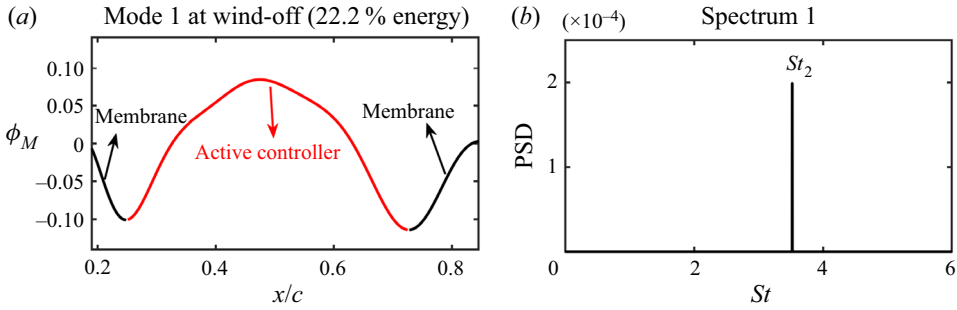 (a) Mode 1 at wind-off (22.2 % energy)
0.10
0.05
0
–0.05
–0.10
ϕM
Membrane
Membrane
Active controller
0.2 0.4 0.6 0.8
x/c
(b) (×10–4) Spectrum 1
St2
2
1
PSD
0 2 4 6
St